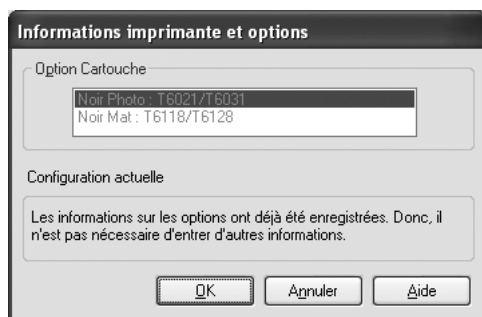 Informations imprimante et options
Option Cartouche
Noir Photo : T6021/T6031
Noir Mat : T6118/T6128
Configuration actuelle
Les informations sur les options ont déjà été enregistrées. Donc, il
n'est pas nécessaire d'entrer d'autres informations.
OK Annuler Aide